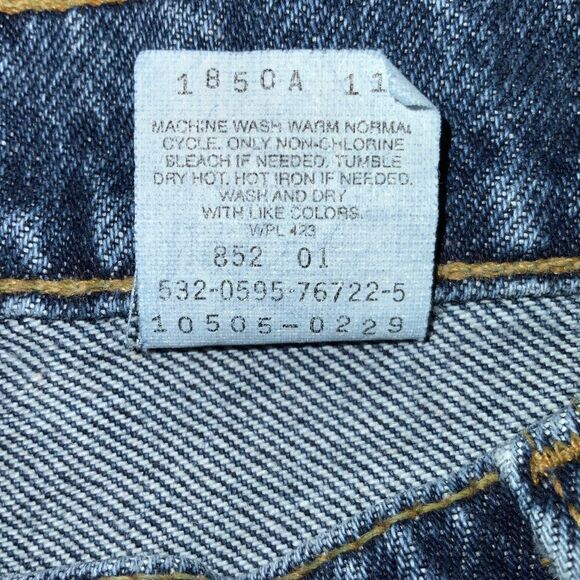 1850A 11
MACHINE WASH WARM NORMAL
CYCLE. ONLY NON-CHLORINE
BLEACH IF NEEDED. TUMBLE
DRY HOT. HOT IRON IF NEEDED.
WASH AND DRY
WITH LIKE COLORS.
WPL 423
852 01
532-0595-76722-5
10505-0229